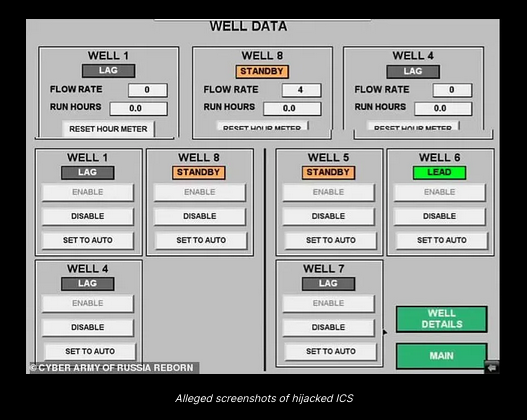 WELL DATA
WELL 1 WELL 8 WELL 4
LAG STANDBY LAG
FLOW RATE 0 FLOW RATE 4 FLOW RATE 0
RUN HOURS 0.0 RUN HOURS 0.0 RUN HOURS 0.0
RESET HOUR METER RESET HOUR METER RESET HOUR METER
WELL 1 WELL 8 WELL 5 WELL 6
LAG STANDBY STANDBY LEAD
ENABLE ENABLE ENABLE ENABLE
DISABLE DISABLE DISABLE DISABLE
SET TO AUTO SET TO AUTO SET TO AUTO SET TO AUTO
WELL 4 WELL 7
LAG LAG
ENABLE ENABLE
WELL
DETAILS
DISABLE DISABLE
SET TO AUTO SET TO AUTO MAIN
© CYBER ARMY OF RUSSIA REBORN
Alleged screenshots of hijacked ICS